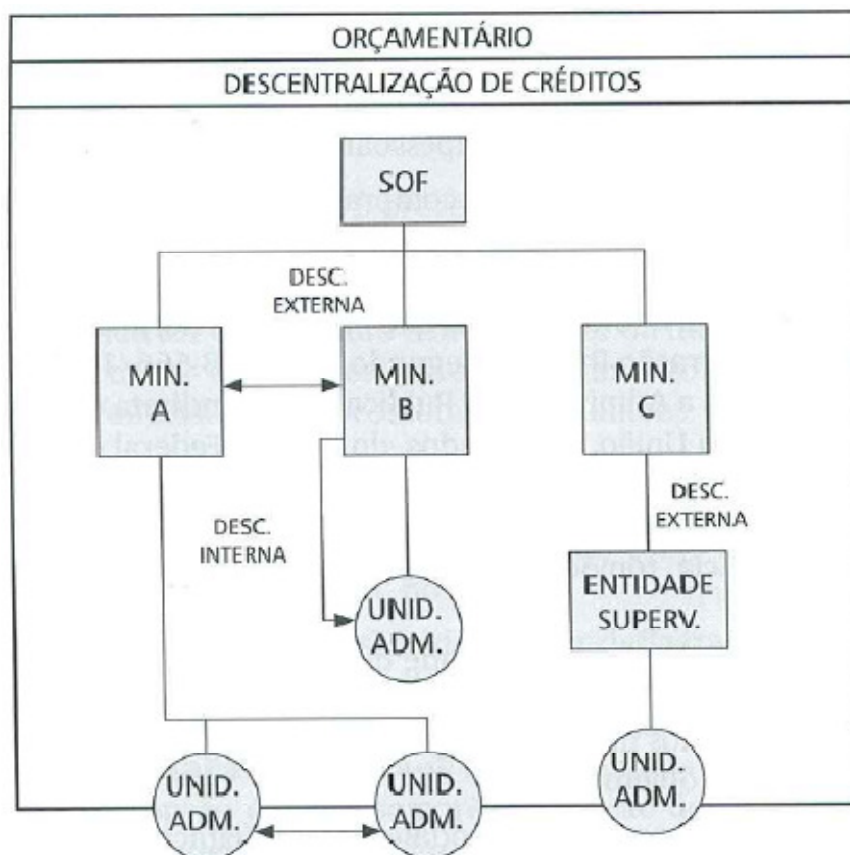 ORÇAMENTÁRIO
DESCENTRALIZAÇÃO DE CRÉDITOS
SOF
DESC.
EXTERNA
MIN.
A
MIN.
B
MIN.
C
DESC.
INTERNA
DESC.
EXTERNA
UNID.
ADM.
ENTIDADE
SUPERV.
UNID.
ADM.
UNID.
ADM.
UNID.
ADM.